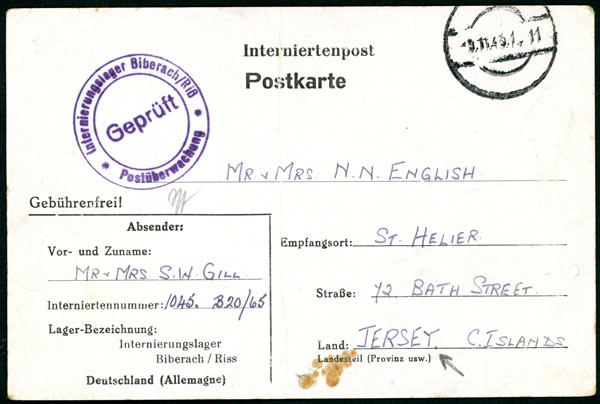 Interniertenpost
Postkarte
Internierungslager Biberach/Riß
Geprüft
Postüberwachung
MR & MRS. N.N. ENGLISH.
Gebührenfrei!
Absender:
Vor- und Zuname:
MR & MRS S.W. GILL.
Interniertennummer: 1045. B20/65
Lager-Bezeichnung:
Internierungslager
Biberach / Riss
Deutschland (Allemagne)
Empfangsort: ST. HELIER.
Straße: 72 BATH STREET.
Land: JERSEY. C. ISLANDS
Landesteil (Provinz usw.)